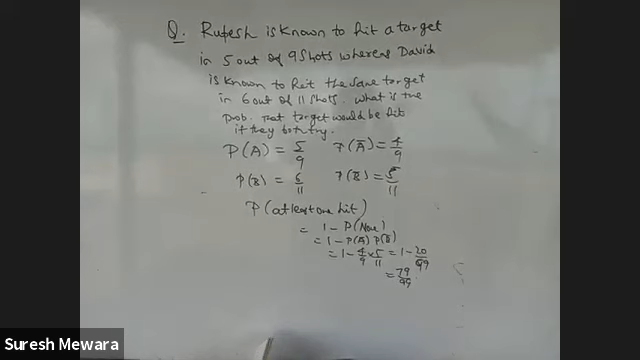 Q. Rupesh is known to hit a target
in 5 out of 9 shots whereas David
is known to hit the same target
in 6 out of 11 shots. What is the
prob. that target would be hit
if they both try.
P(A) = 5/9 P(A̅) = 4/9
P(B) = 6/11 P(B̅) = 5/11
P(at least one hit)
= 1 - P(None)
= 1 - P(A̅) P(B̅)
= 1 - 4/9 × 5/11 = 1 - 20/99
= 79/99
Suresh Mewara